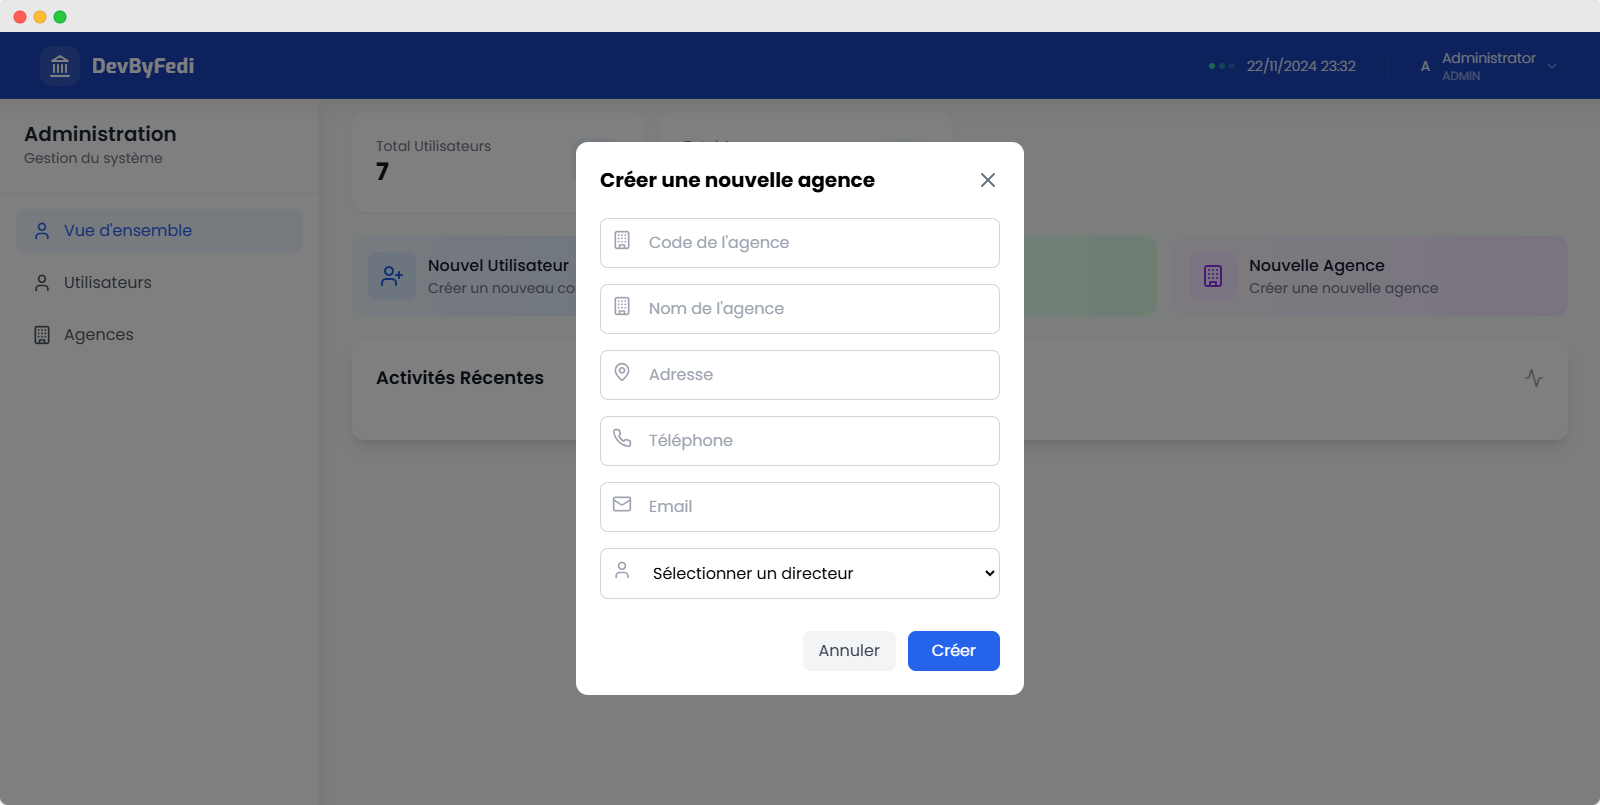 DevByFedi
22/11/2024 23:32
A
Administrator
ADMIN
Administration
Gestion du système
Vue d'ensemble
Utilisateurs
Agences
Total Utilisateurs
7
Nouvel Utilisateur
Créer un nouveau co
Nouvelle Agence
Créer une nouvelle agence
Activités Récentes
Créer une nouvelle agence
Code de l'agence
Nom de l'agence
Adresse
Téléphone
Email
Sélectionner un directeur
Annuler
Créer